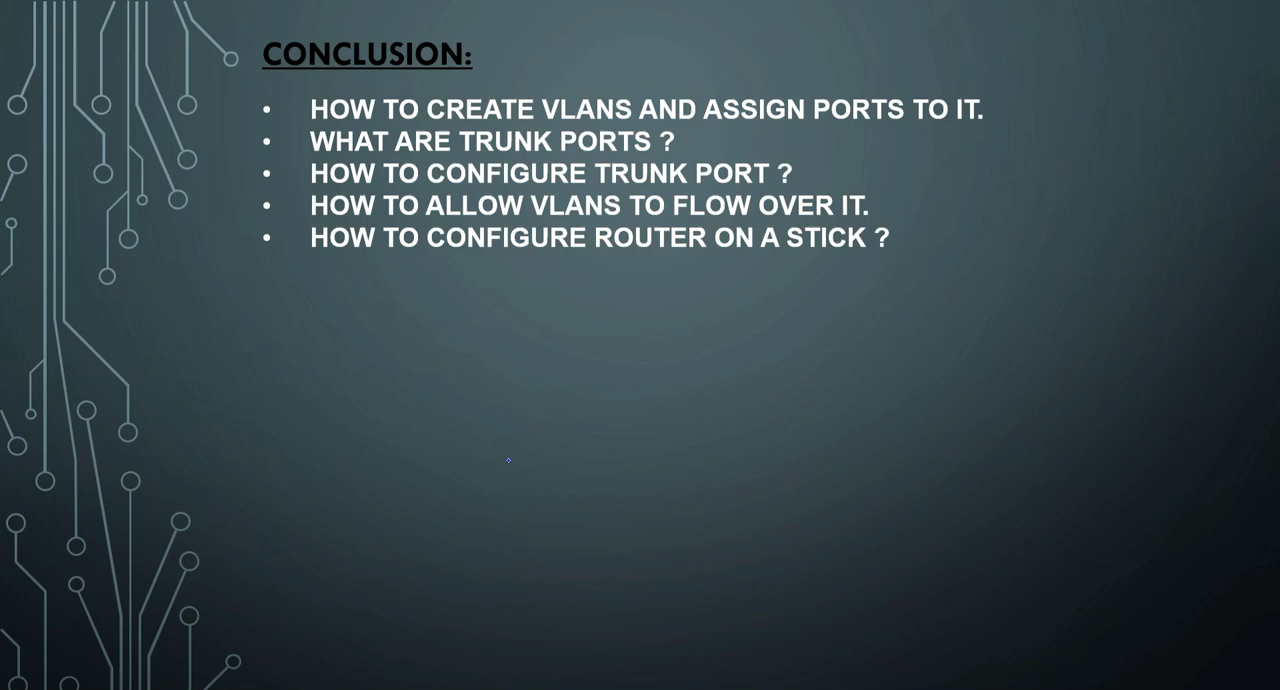 CONCLUSION:
• HOW TO CREATE VLANS AND ASSIGN PORTS TO IT.
• WHAT ARE TRUNK PORTS ?
• HOW TO CONFIGURE TRUNK PORT ?
• HOW TO ALLOW VLANS TO FLOW OVER IT.
• HOW TO CONFIGURE ROUTER ON A STICK ?